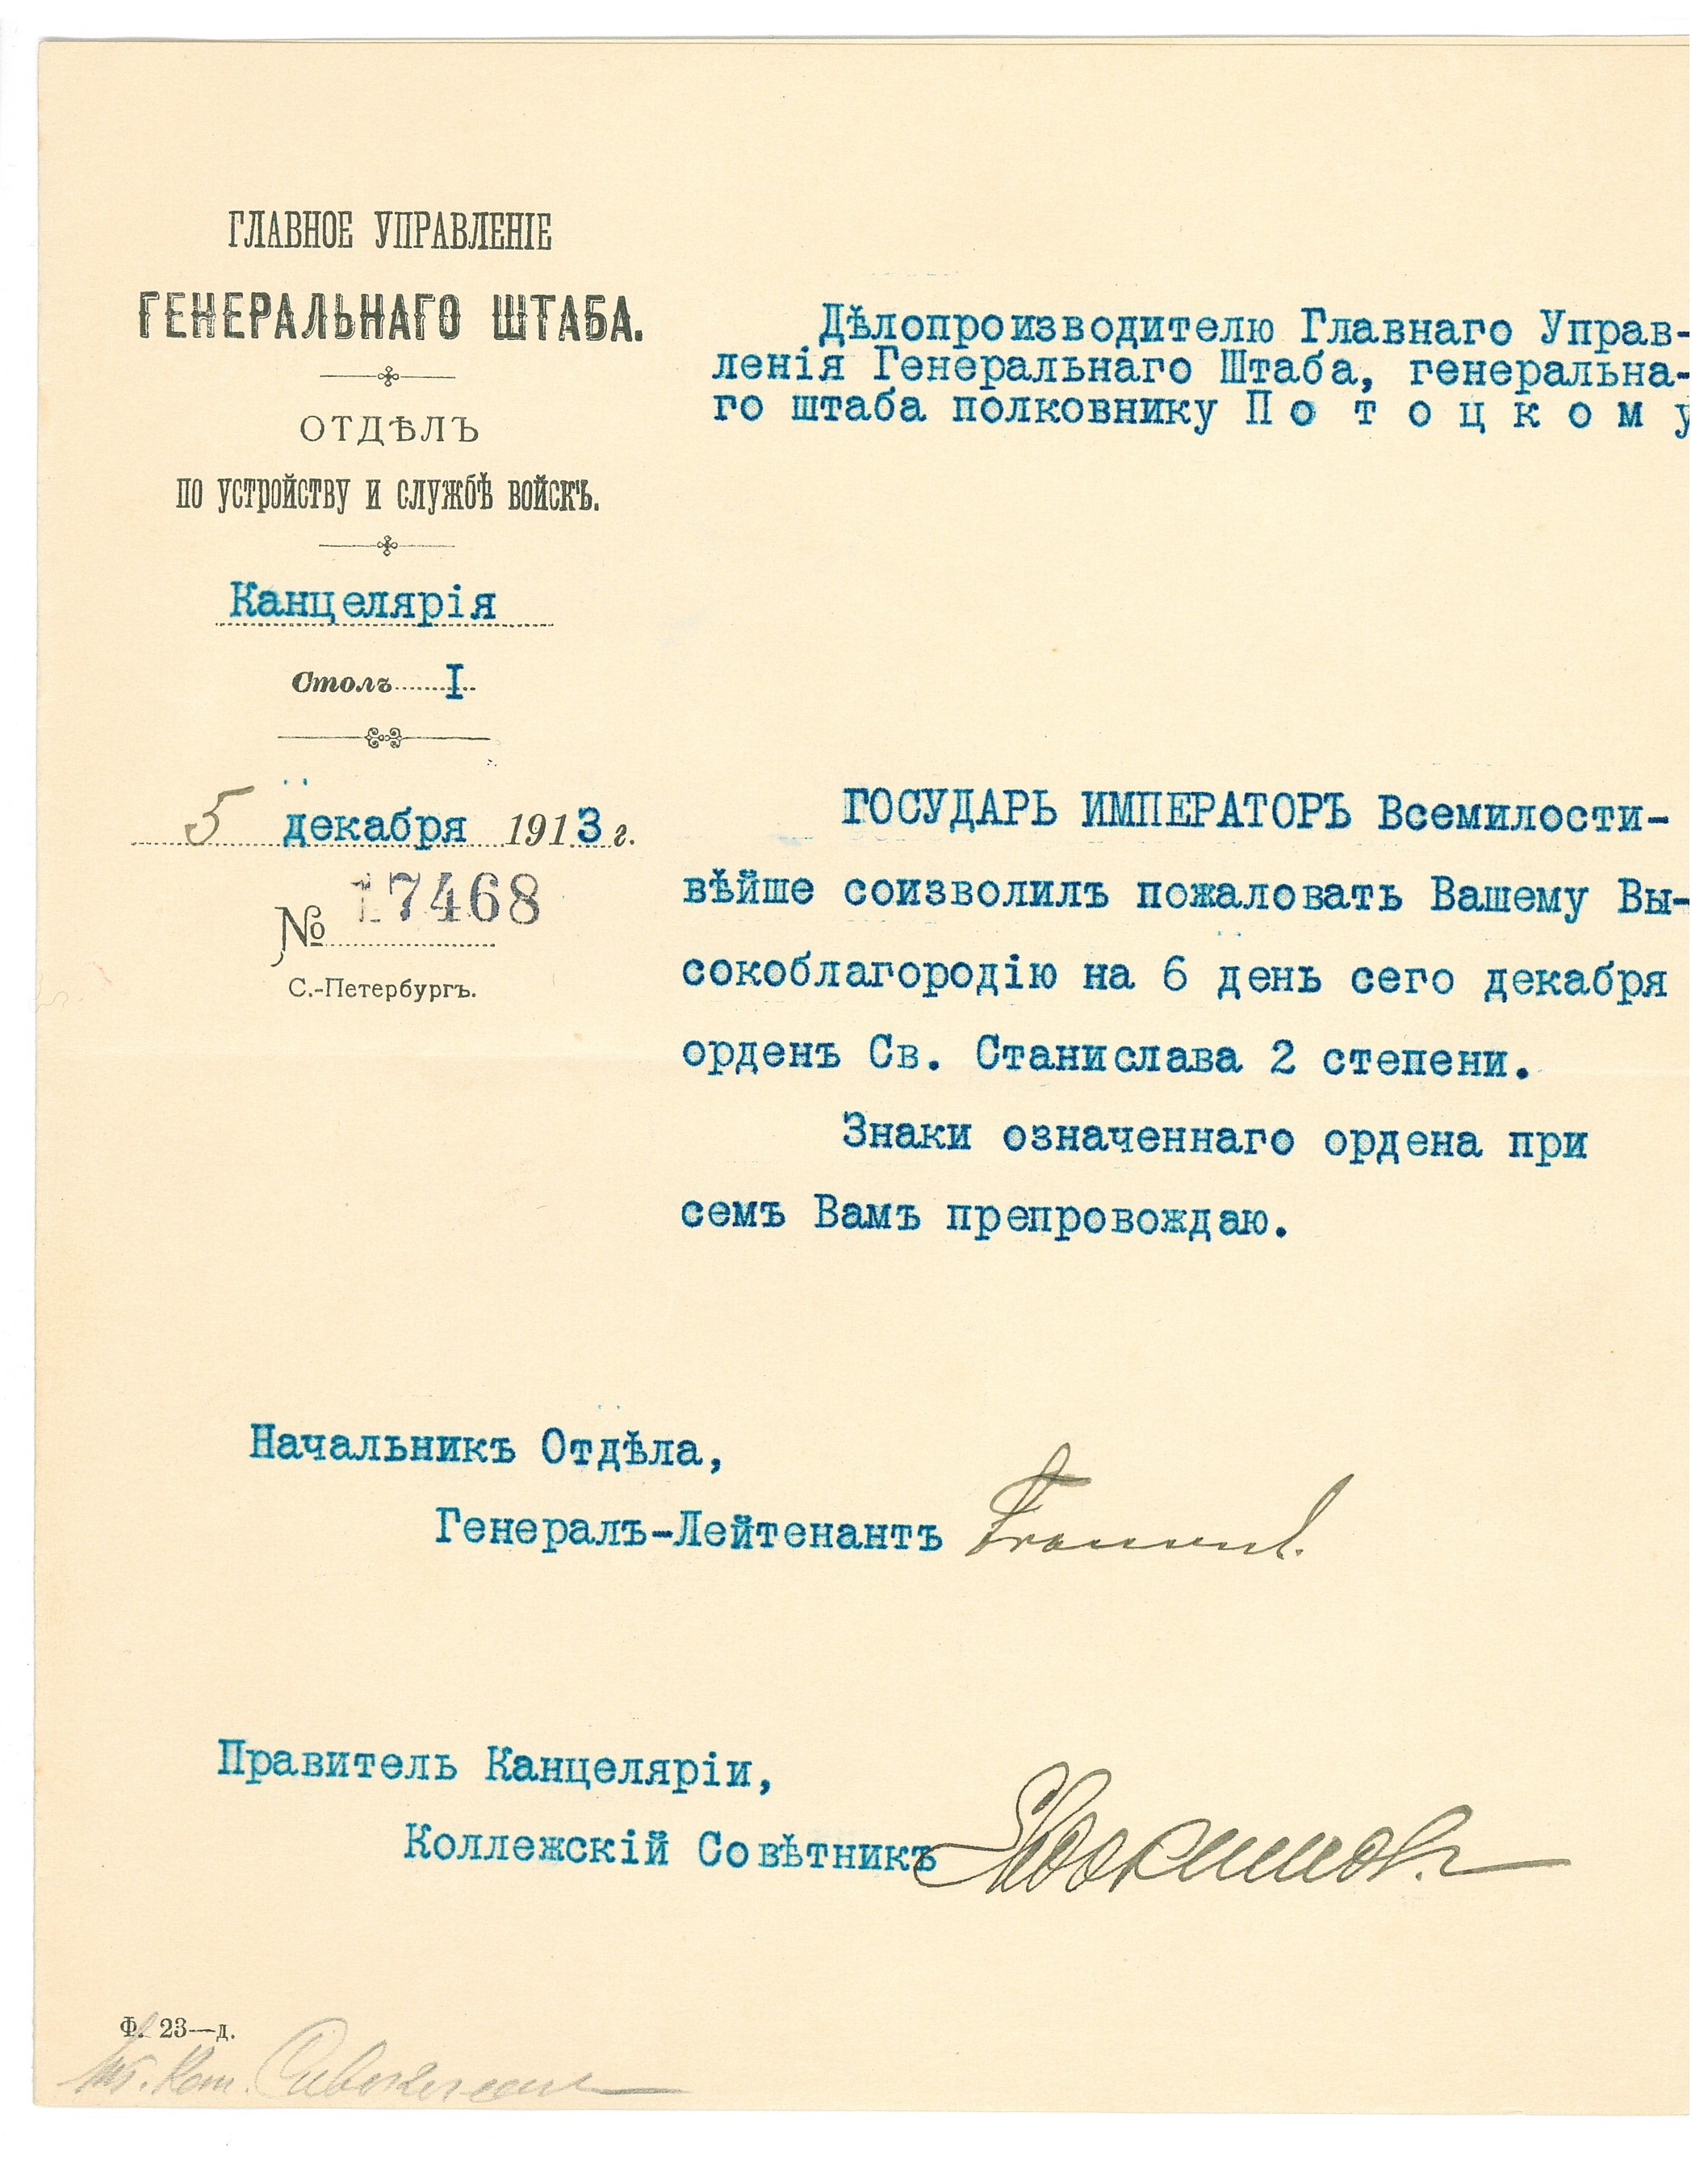 ГЛАВНОЕ УПРАВЛЕНІЕ
ГЕНЕРАЛЬНАГО ШТАБА.
ОТДѢЛЪ
ПО УСТРОЙСТВУ И СЛУЖБѢ ВОЙСКЪ.
Канцелярія
Столъ I
5 декабря 1913 г.
№ 17468
С.-Петербургъ.
Дѣлопроизводителю Главнаго Управ-
ленія Генеральнаго Штаба, генеральна-
го штаба полковнику П о т о ц к о м у
ГОСУДАРЬ ИМПЕРАТОРЪ Всемилости-
вѣйше соизволилъ пожаловать Вашему Вы-
сокоблагородію на 6 день сего декабря
орденъ Св. Станислава 2 степени.
Знаки означеннаго ордена при
семъ Вамъ препровождаю.
Начальникъ Отдѣла,
Генералъ-Лейтенантъ
Правитель Канцеляріи,
Коллежскій Совѣтникъ
Ф. 23—д.